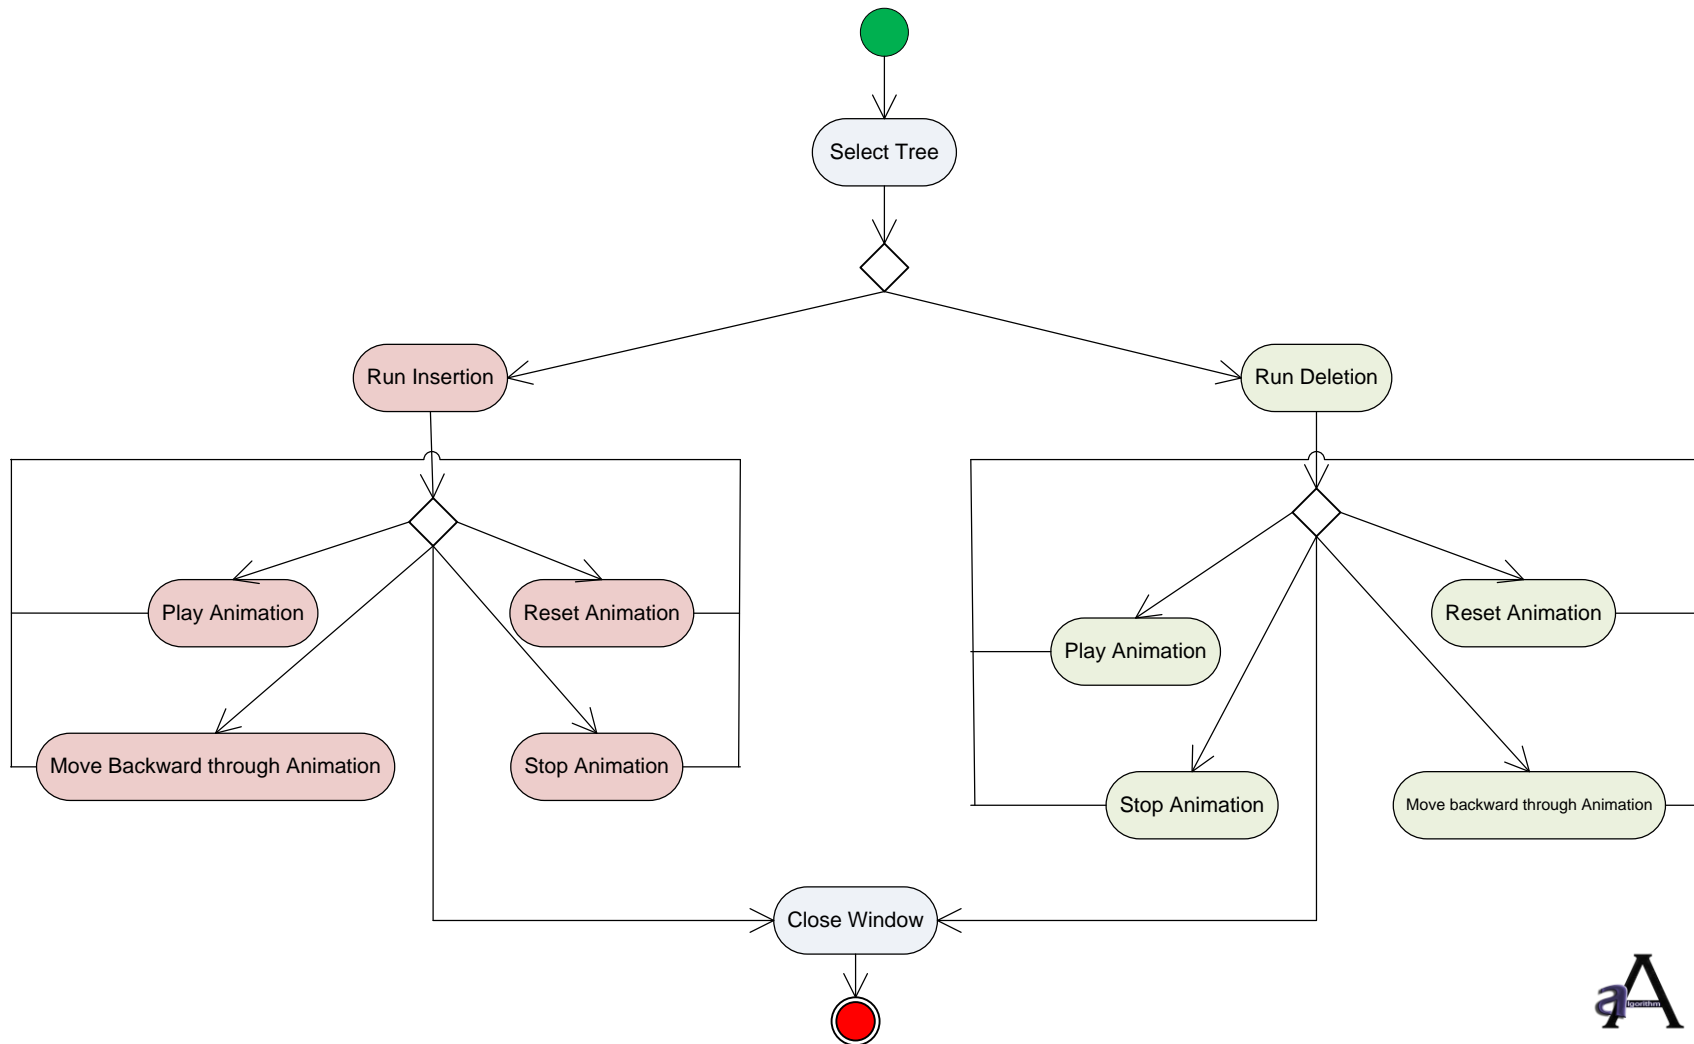 Select Tree
Run Insertion
Run Deletion
Play Animation
Reset Animation
Reset Animation
Play Animation
Move Backward through Animation
Stop Animation
Stop Animation
Move backward through Animation
Close Window
aA
lgorithm